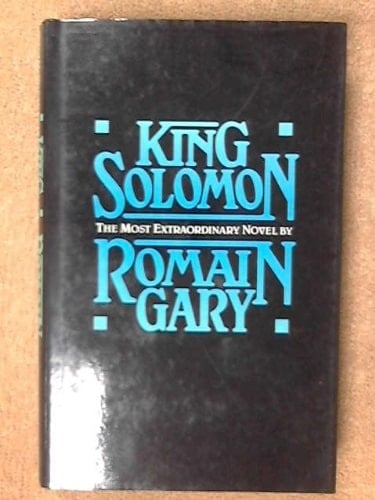 KING
SOLOMON
THE MOST EXTRAORDINARY NOVEL BY
ROMAIN
GARY